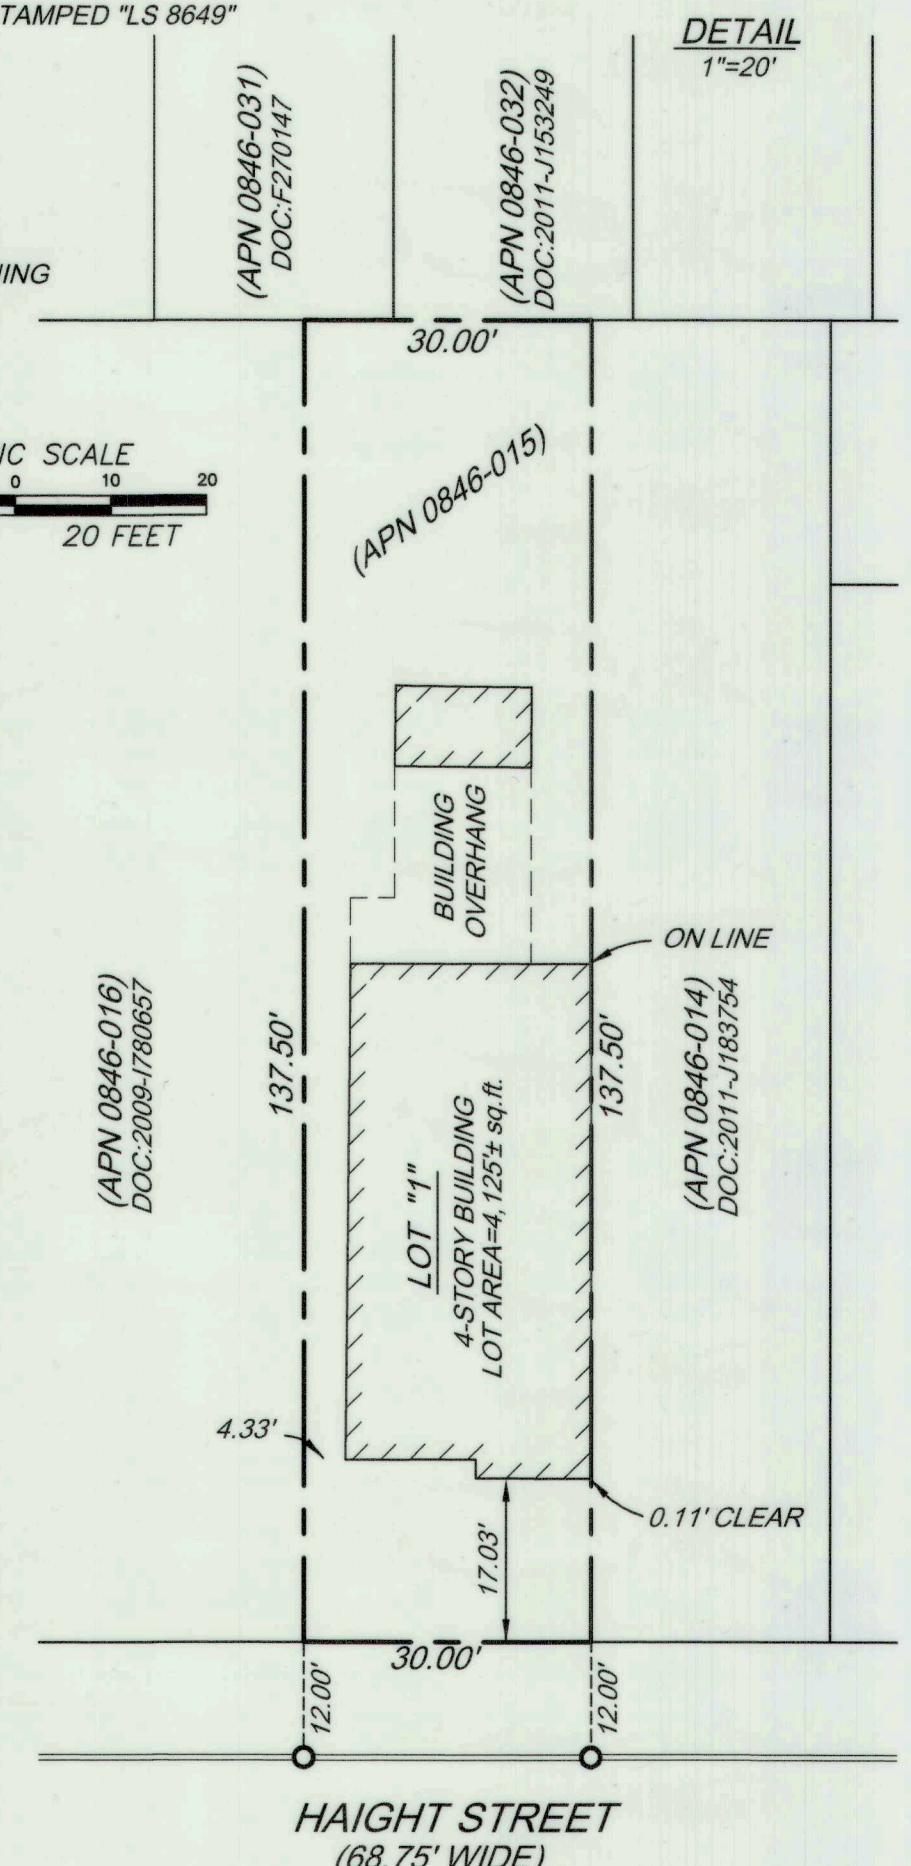 TAMPED "LS 8649"
DETAIL
1"=20'
(APN 0846-031)
DOC:F270147
(APN 0846-032)
DOC:2011-J153249
30.00'
IC SCALE
0 10 20
20 FEET
(APN 0846-015)
BUILDING
OVERHANG
ON LINE
(APN 0846-016)
DOC:2009-I780657
137.50'
137.50'
(APN 0846-014)
DOC:2011-J183754
LOT "1"
4-STORY BUILDING
LOT AREA=4,125'± sq.ft.
4.33'
0.11' CLEAR
17.03'
30.00'
12.00'
12.00'
HAIGHT STREET
(68.75' WIDE)